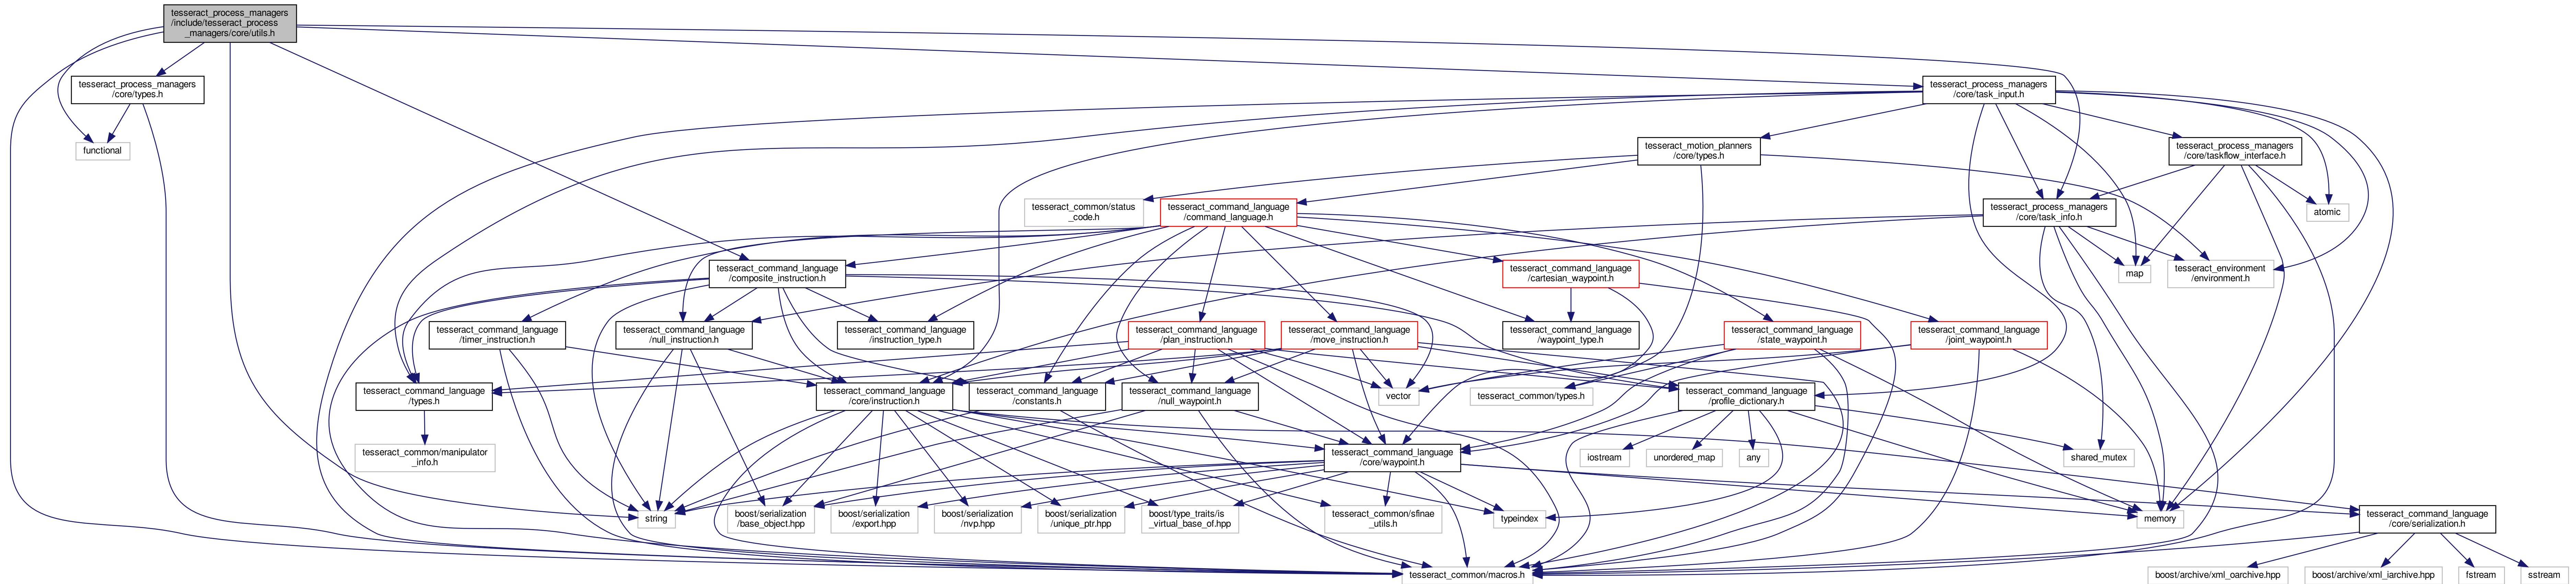 tesseract_process_managers
/include/tesseract_process
_managers/core/utils.h
tesseract_process_managers
/core/types.h
tesseract_process_managers
/core/task_input.h
functional
tesseract_motion_planners
/core/types.h
tesseract_process_managers
/core/taskflow_interface.h
tesseract_common/status
_code.h
tesseract_command_language
/command_language.h
tesseract_process_managers
/core/task_info.h
atomic
tesseract_command_language
/composite_instruction.h
tesseract_command_language
/cartesian_waypoint.h
map
tesseract_environment
/environment.h
tesseract_command_language
/timer_instruction.h
tesseract_command_language
/null_instruction.h
tesseract_command_language
/instruction_type.h
tesseract_command_language
/plan_instruction.h
tesseract_command_language
/move_instruction.h
tesseract_command_language
/waypoint_type.h
tesseract_command_language
/state_waypoint.h
tesseract_command_language
/joint_waypoint.h
tesseract_command_language
/types.h
tesseract_command_language
/core/instruction.h
tesseract_command_language
/constants.h
tesseract_command_language
/null_waypoint.h
vector
tesseract_common/types.h
tesseract_command_language
/profile_dictionary.h
tesseract_common/manipulator
_info.h
tesseract_command_language
/core/waypoint.h
iostream
unordered_map
any
shared_mutex
string
boost/serialization
/base_object.hpp
boost/serialization
/export.hpp
boost/serialization
/nvp.hpp
boost/serialization
/unique_ptr.hpp
boost/type_traits/is
_virtual_base_of.hpp
tesseract_common/sfinae
_utils.h
typeindex
memory
tesseract_command_language
/core/serialization.h
tesseract_common/macros.h
boost/archive/xml_oarchive.hpp
boost/archive/xml_iarchive.hpp
fstream
sstream